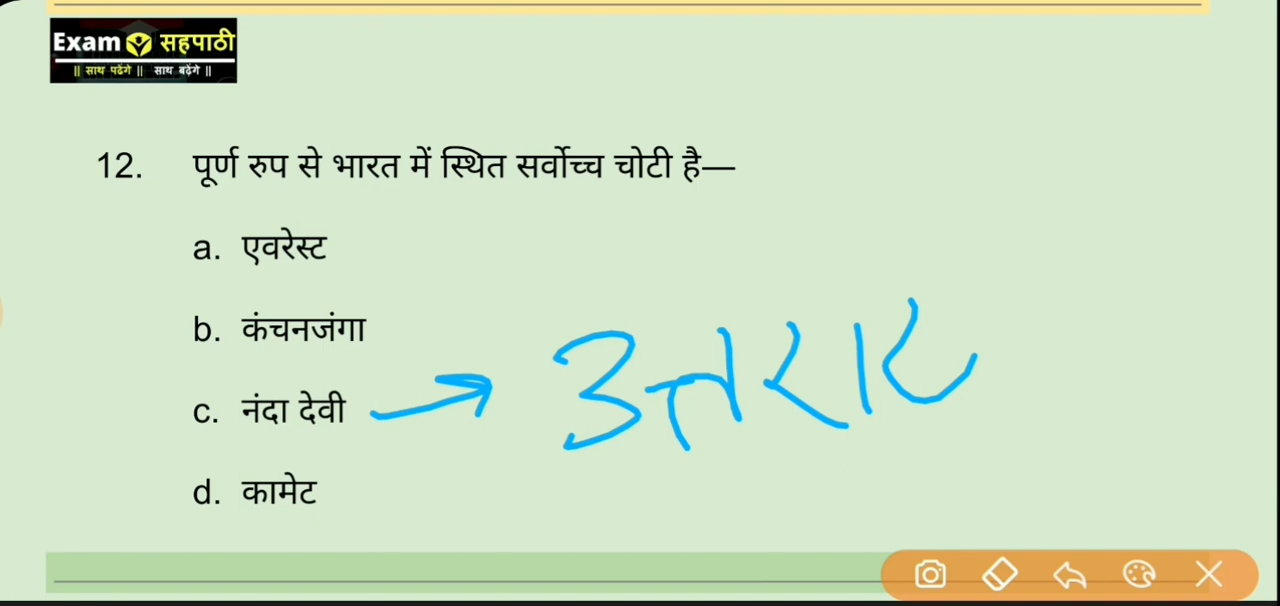 Exam सहपाठी
|| साथ पढेंगे || साथ बढ़ेंगे ||
12. पूर्ण रुप से भारत में स्थित सर्वोच्च चोटी है—
a. एवरेस्ट
b. कंचनजंगा
c. नंदा देवी
d. कामेट